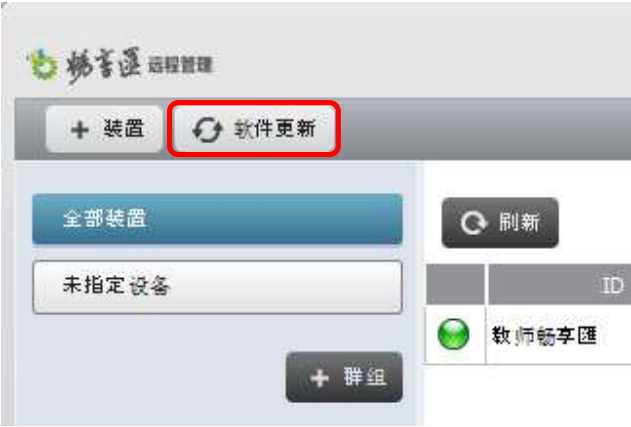 畅享匯 远程管理
+ 装置 软件更新
全部装置
刷新
未指定设备
ID
数师畅享匯
+ 群组